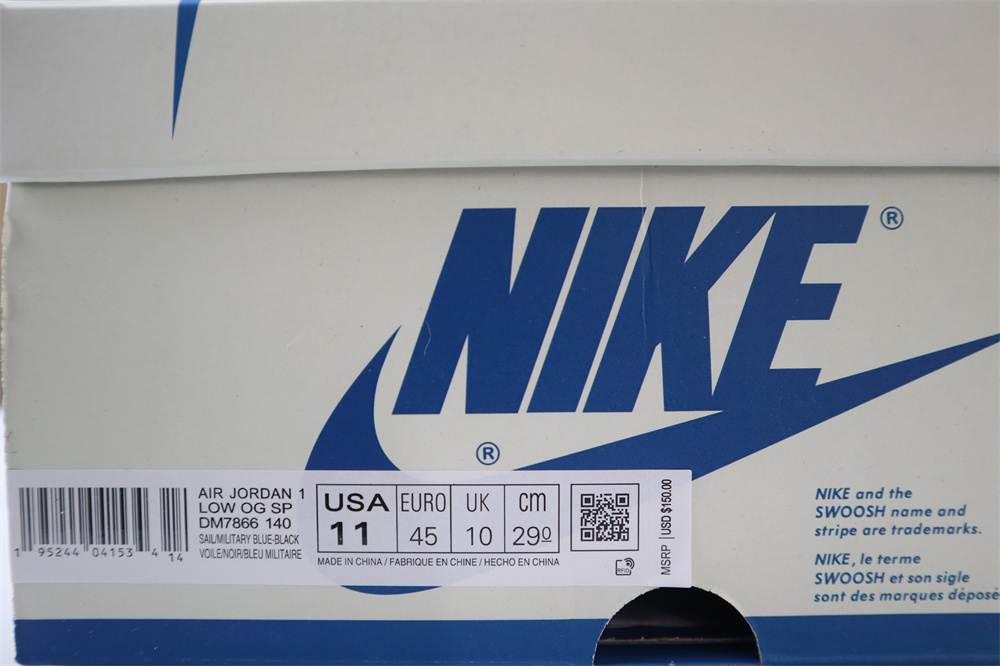 NIKE ®
®
AIR JORDAN 1
LOW OG SP
DM7866 140
SAIL/MILITARY BLUE-BLACK
VOILE/NOIR/BLEU MILITAIRE
1 95244 04153 4 14
USA EURO UK cm
11 45 10 290
MADE IN CHINA / FABRIQUE EN CHINE / HECHO EN CHINA
RFID
MSRP | USD $150.00
NIKE and the
SWOOSH name and
stripe are trademarks.
NIKE, le terme
SWOOSH et son sigle
sont des marques déposé